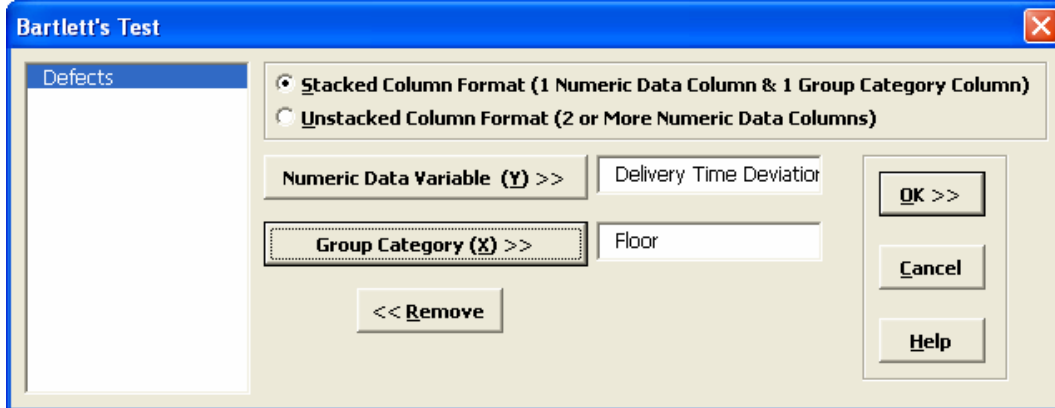 Bartlett's Test
Defects
Stacked Column Format (1 Numeric Data Column & 1 Group Category Column)
Unstacked Column Format (2 or More Numeric Data Columns)
Numeric Data Variable (Y) >>
Delivery Time Deviation
Group Category (X) >>
Floor
<< Remove
OK >>
Cancel
Help